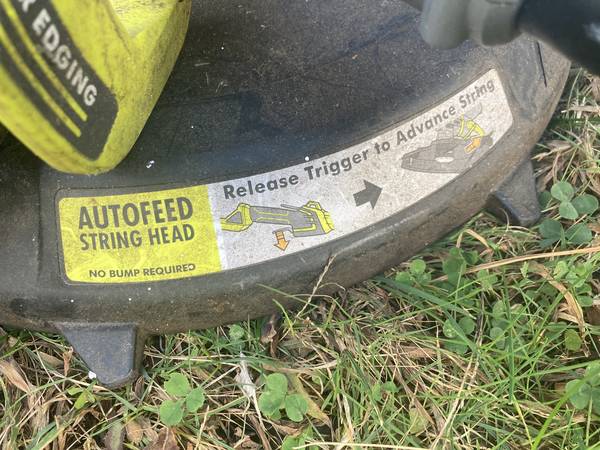 EDGING
AUTOFEED
STRING HEAD
NO BUMP REQUIRED
Release Trigger to Advance String